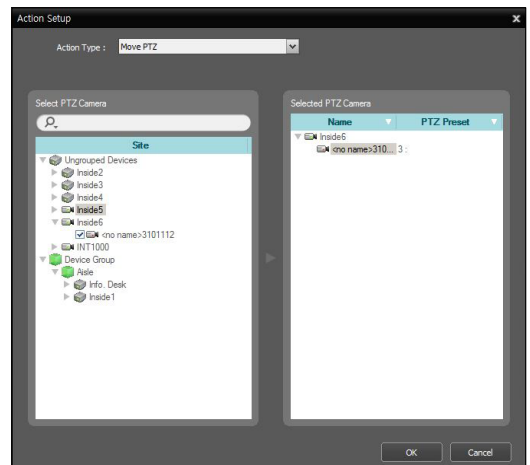 Action Setup x
Action Type : Move PTZ
Select PTZ Camera
Site
Ungrouped Devices
Inside2
Inside3
Inside4
Inside5
Inside6
<no name>3101112
INT1000
Device Group
Aisle
Info. Desk
Inside1
Selected PTZ Camera
Name PTZ Preset
Inside6
<no name>310... 3 :
OK Cancel